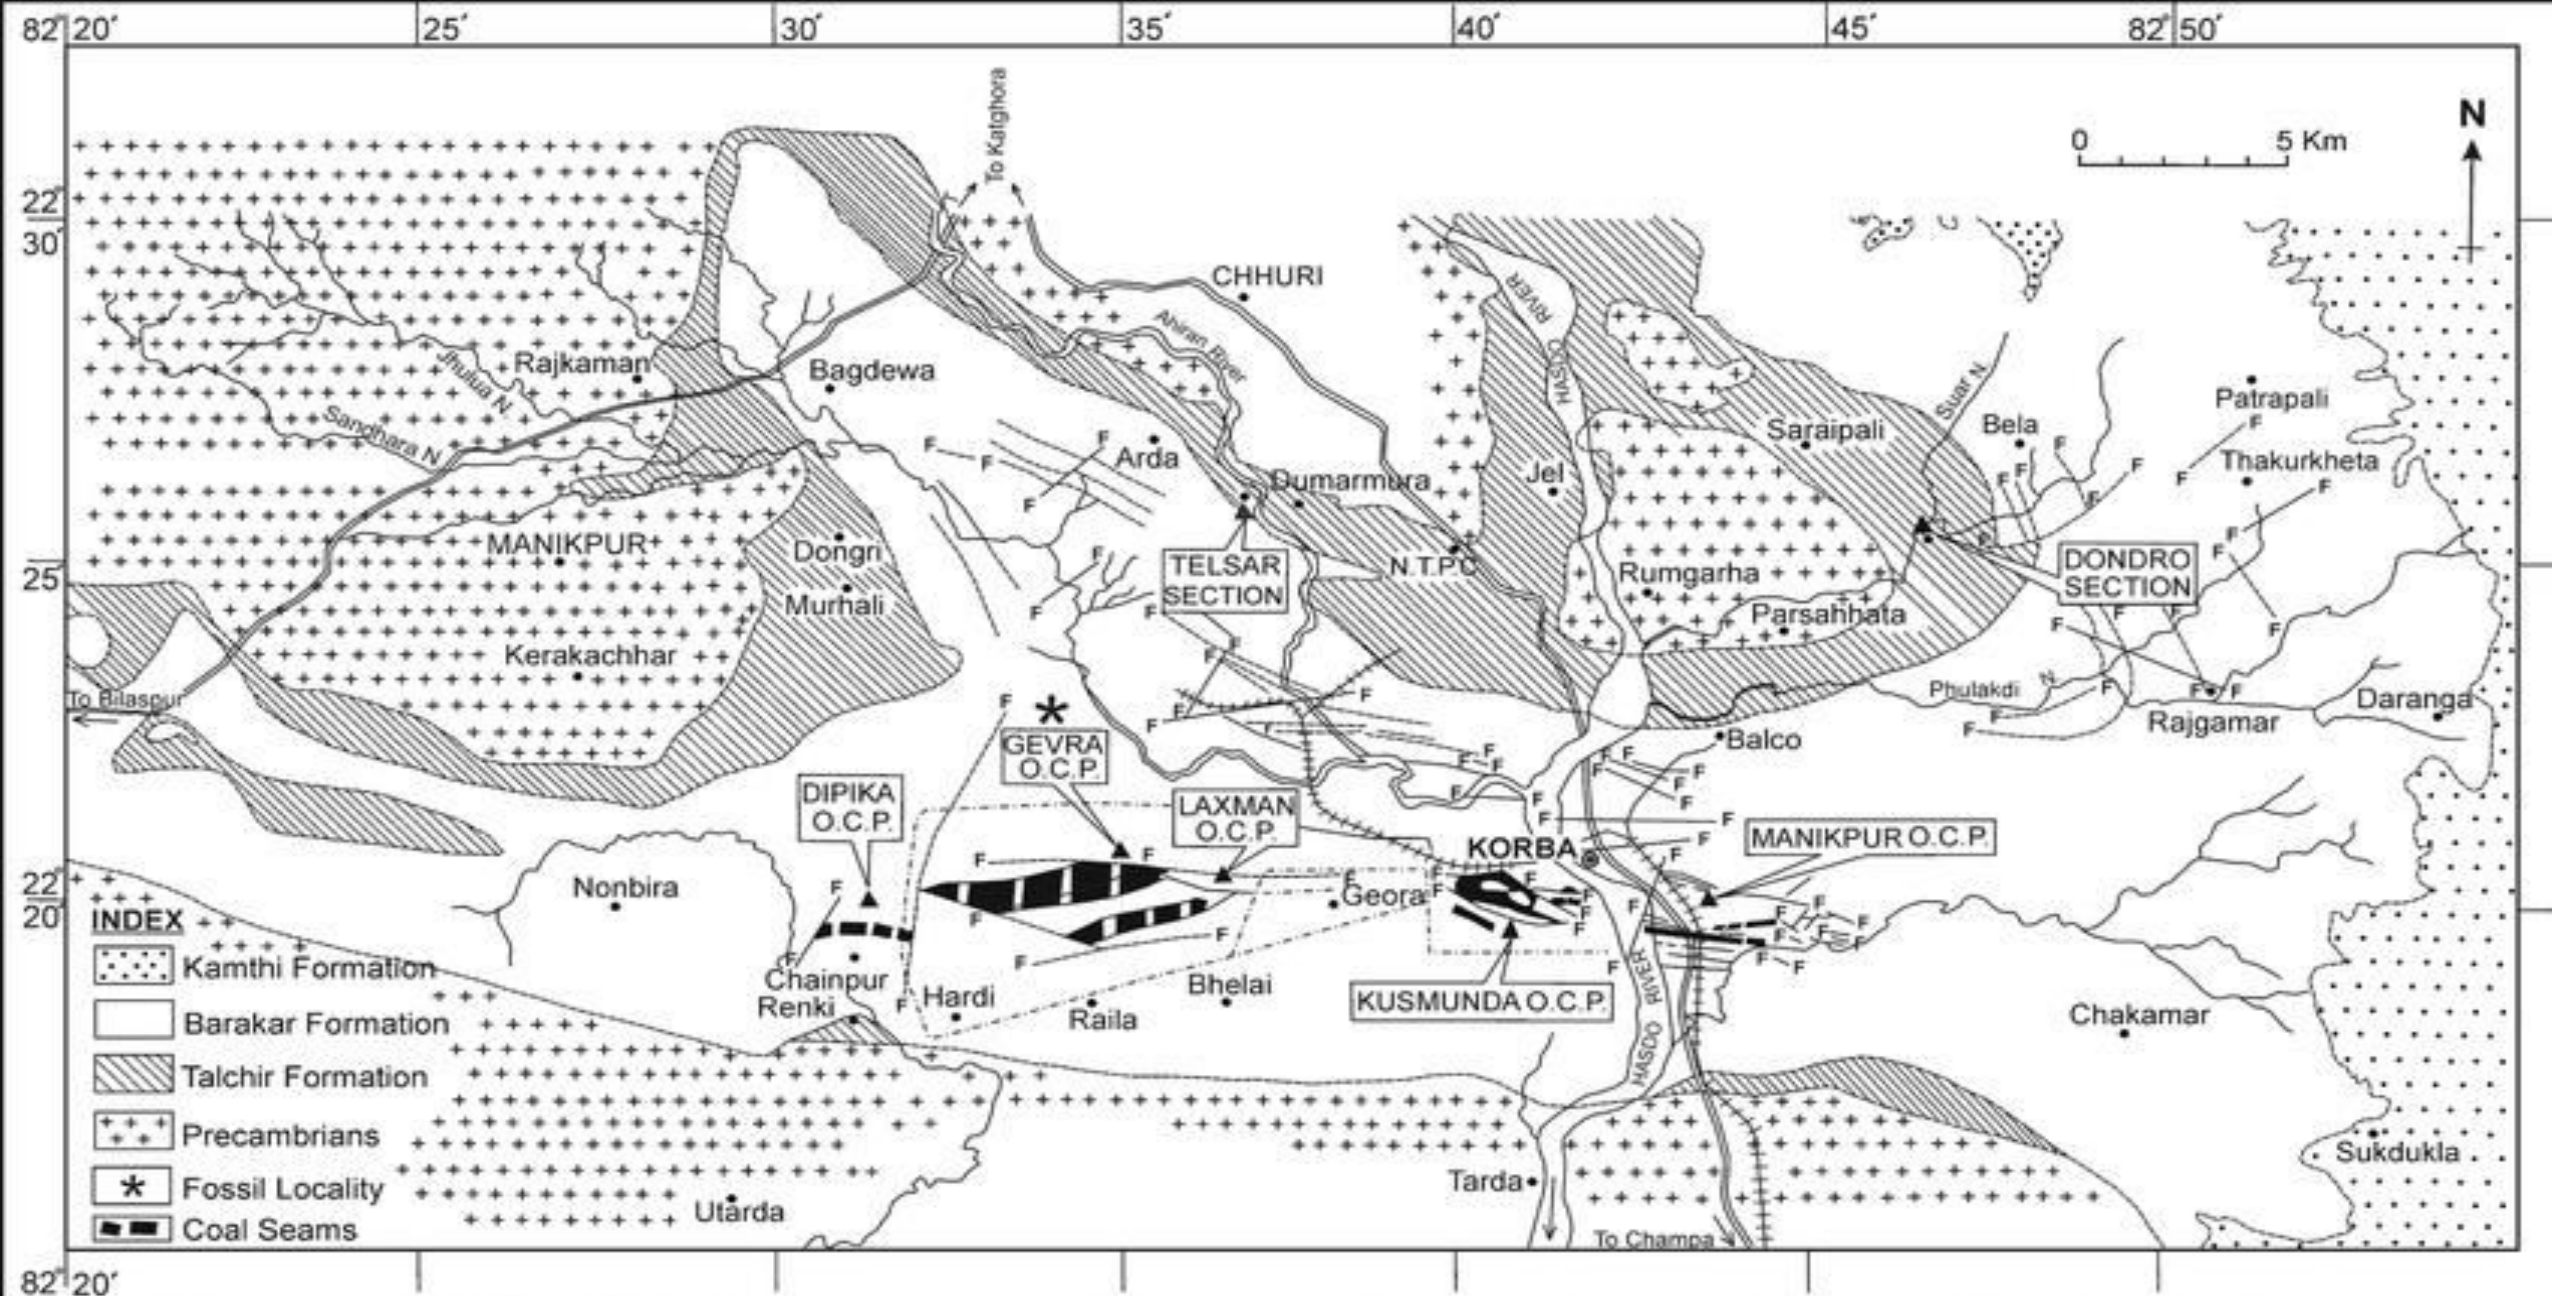 82° 20′
25′
30′
35′
40′
45′
82° 50′
To Katghora
0 5 Km
N
22°
30′
CHHURI
RIVER
HASDO
Ahiran River
Rajkaman
Jhulua N
Bagdewa
Sandhara N
Suar N
Patrapali
Saraipali
Bela
Arda
Thakurkheta
Jel
Dumarmura
MANIKPUR
Dongri
TELSAR
SECTION
N.T.P.C
Rumgarha
DONDRO
SECTION
25′
Murhali
Parsahhata
Kerakachhar
To Bilaspur
Phulakdi N
Daranga
Rajgamar
GEVRA
O.C.P.
Balco
DIPIKA
O.C.P.
LAXMAN
O.C.P.
KORBA
MANIKPUR O.C.P.
22°
20′
Nonbira
Geora
INDEX
Kamthi Formation
Barakar Formation
Talchir Formation
Precambrians
Fossil Locality
Coal Seams
Chainpur
Renki
Hardi
Raila
Bhelai
KUSMUNDA O.C.P.
HASDO RIVER
Chakamar
Sukdukla
Tarda
Utarda
To Champa
82° 20′
F